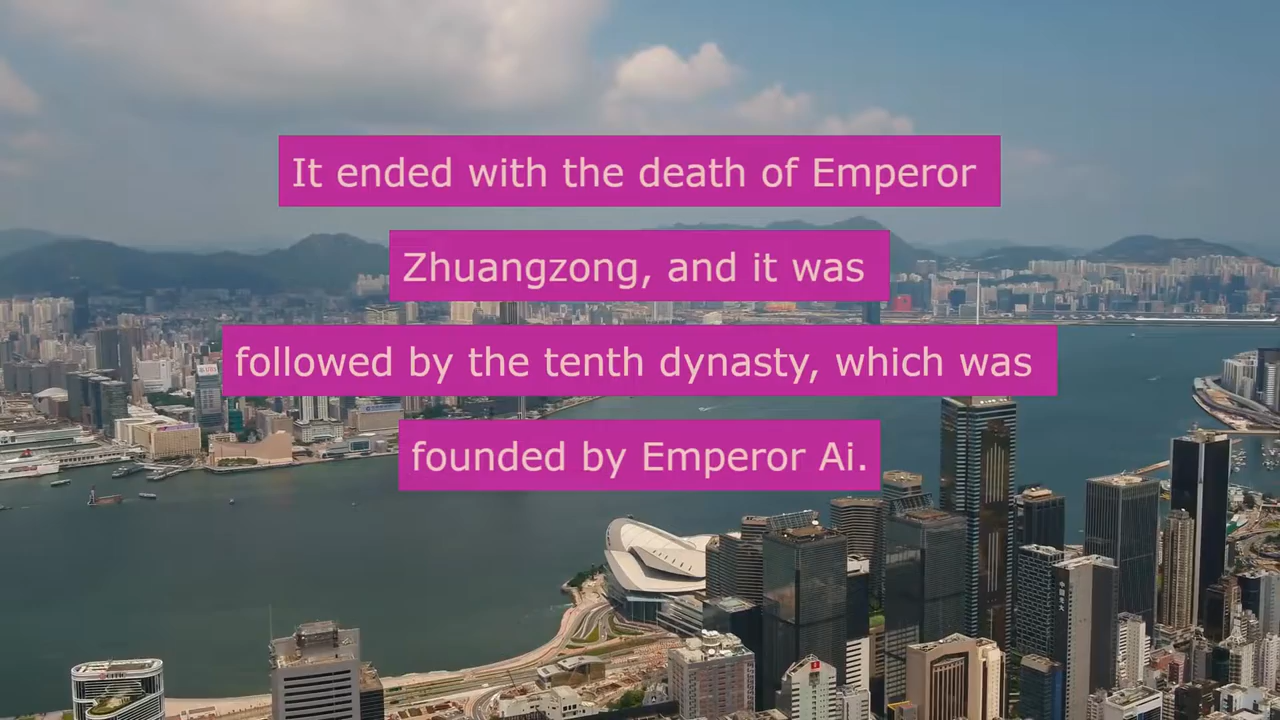 It ended with the death of Emperor
Zhuangzong, and it was
followed by the tenth dynasty, which was
founded by Emperor Ai.